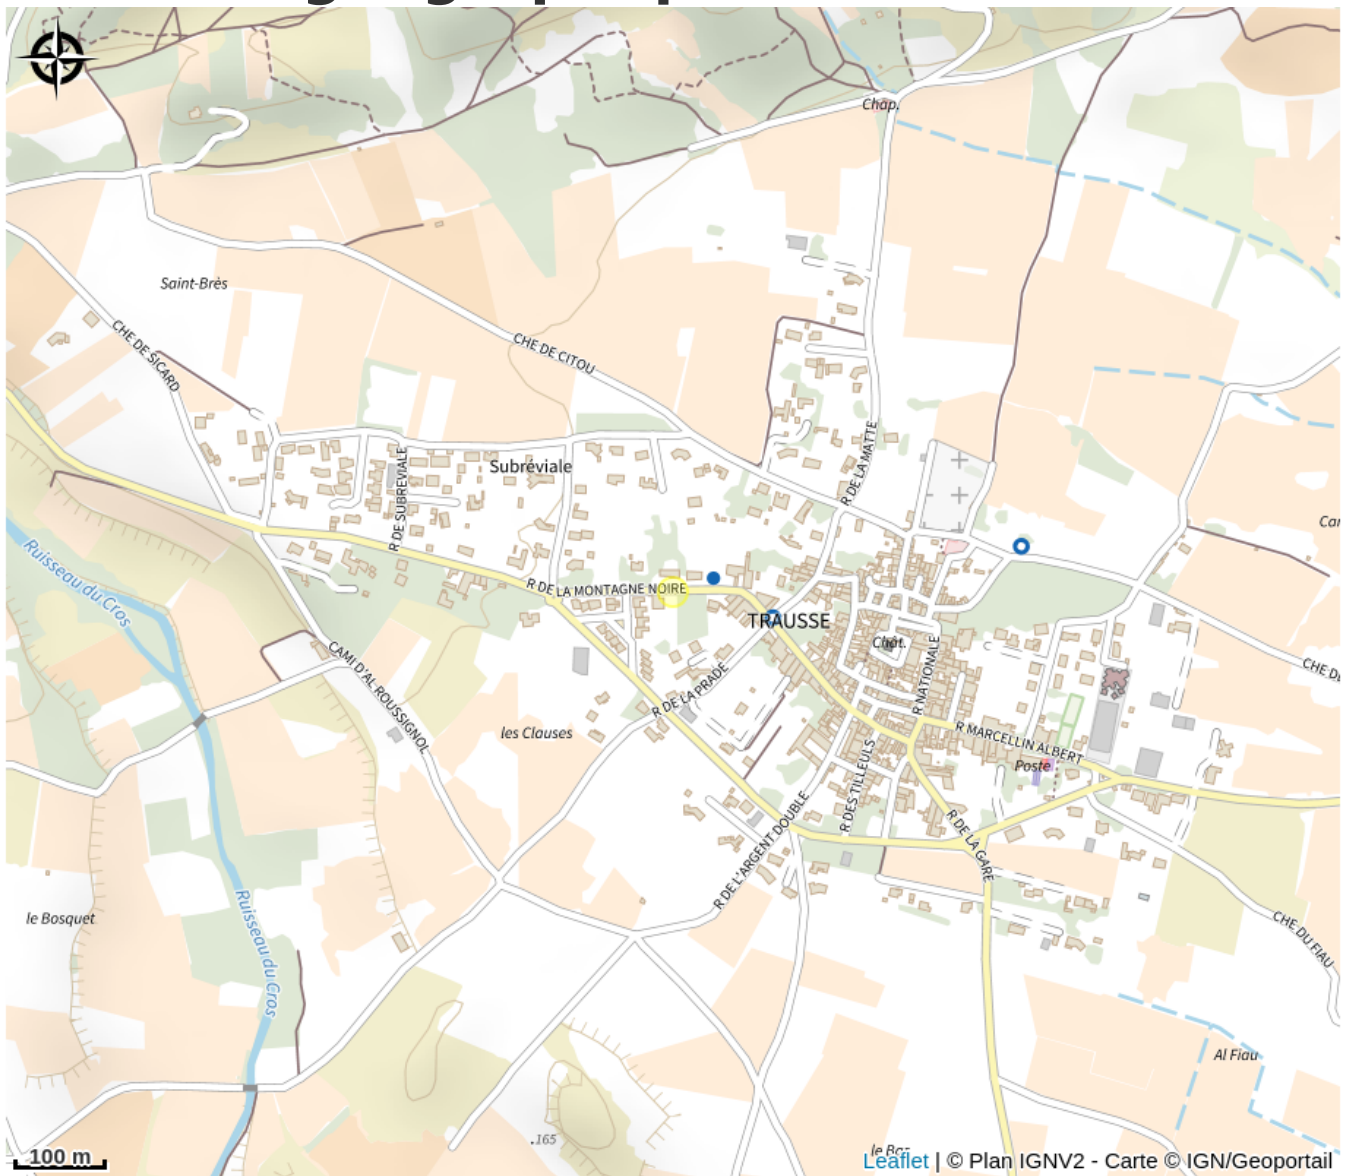 Chap.
Saint-Brès
CHE DE SICARD
CHE DE CITOU
R DE LA MATTE
Subréviale
R DE SUBREVIALE
Ruisseau du Cros
R DE LA MONTAGNE NOIRE
TRAUSSE
Chât.
R NATIONALE
CAMI D'AL ROUSSIGNOL
R DE LA PRADE
les Clauses
R MARCELLIN ALBERT
Poste
R DES TILLEULS
R DE L'ARGENT DOUBLE
R DE LA GARE
le Bosquet
Ruisseau du Cros
CHE DU FIAU
Al Fiau
.165
100 m
Leaflet | © Plan IGNV2 - Carte © IGN/Geoportail